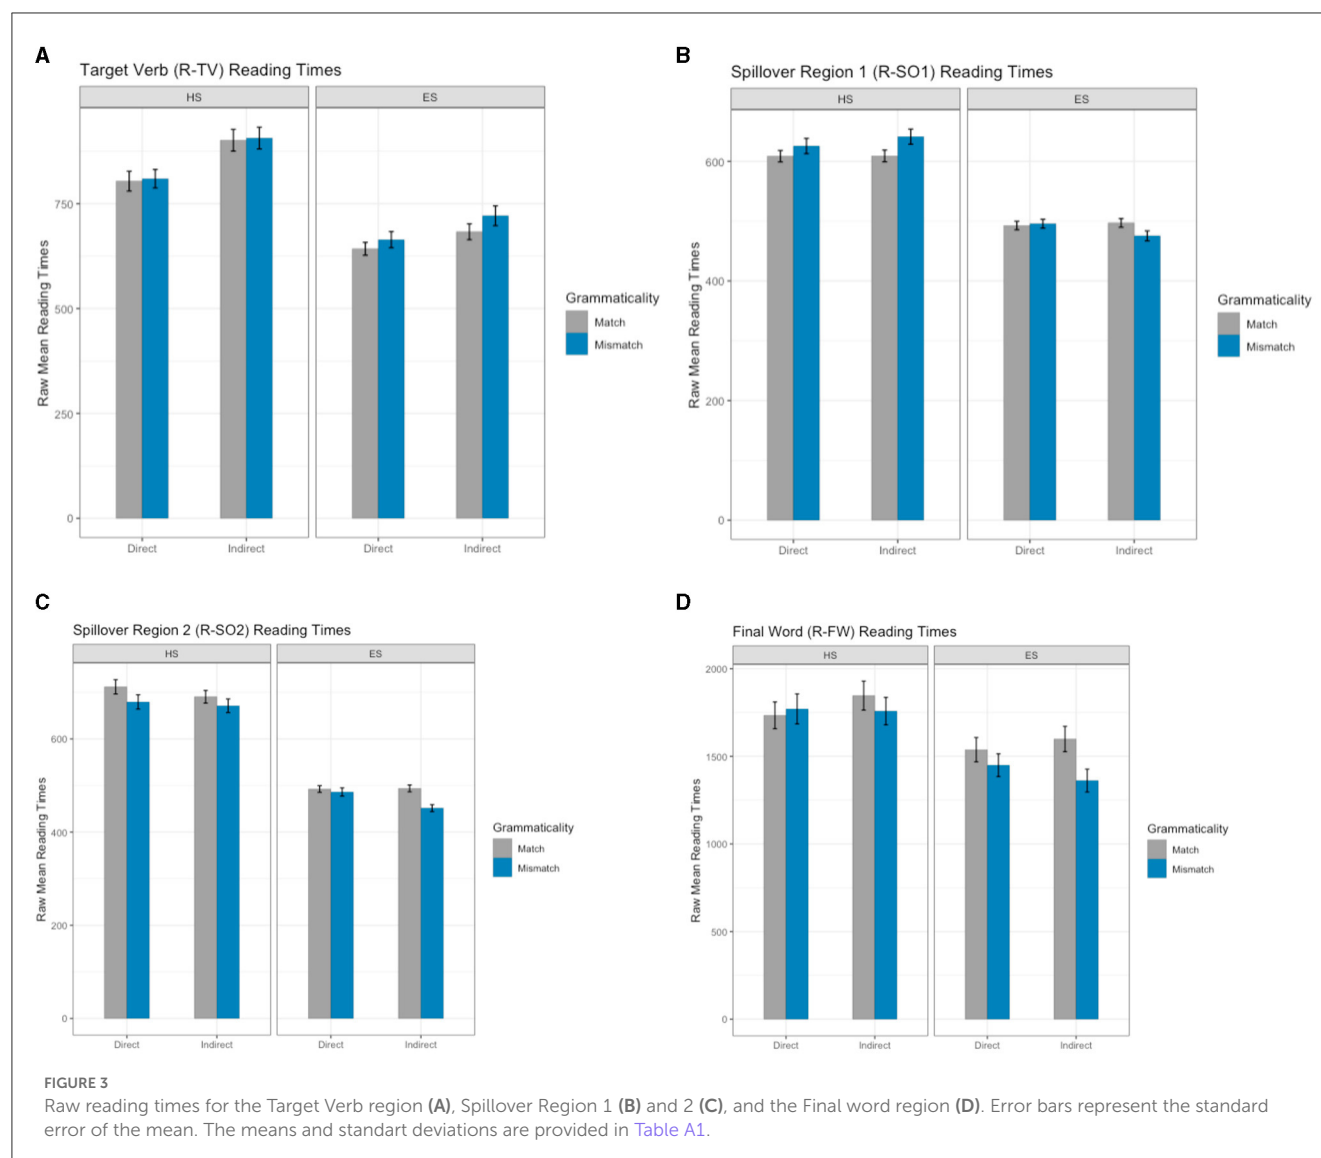 A
Target Verb (R-TV) Reading Times
HS
ES
Raw Mean Reading Times
750
500
250
0
Direct
Indirect
Direct
Indirect
Grammaticality
Match
Mismatch
B
Spillover Region 1 (R-SO1) Reading Times
HS
ES
Raw Mean Reading Times
600
400
200
0
Direct
Indirect
Direct
Indirect
Grammaticality
Match
Mismatch
C
Spillover Region 2 (R-SO2) Reading Times
HS
ES
Raw Mean Reading Times
600
400
200
0
Direct
Indirect
Direct
Indirect
Grammaticality
Match
Mismatch
D
Final Word (R-FW) Reading Times
HS
ES
Raw Mean Reading Times
2000
1500
1000
500
0
Direct
Indirect
Direct
Indirect
Grammaticality
Match
Mismatch
FIGURE 3
Raw reading times for the Target Verb region (A), Spillover Region 1 (B) and 2 (C), and the Final word region (D). Error bars represent the standard
error of the mean. The means and standart deviations are provided in Table A1.